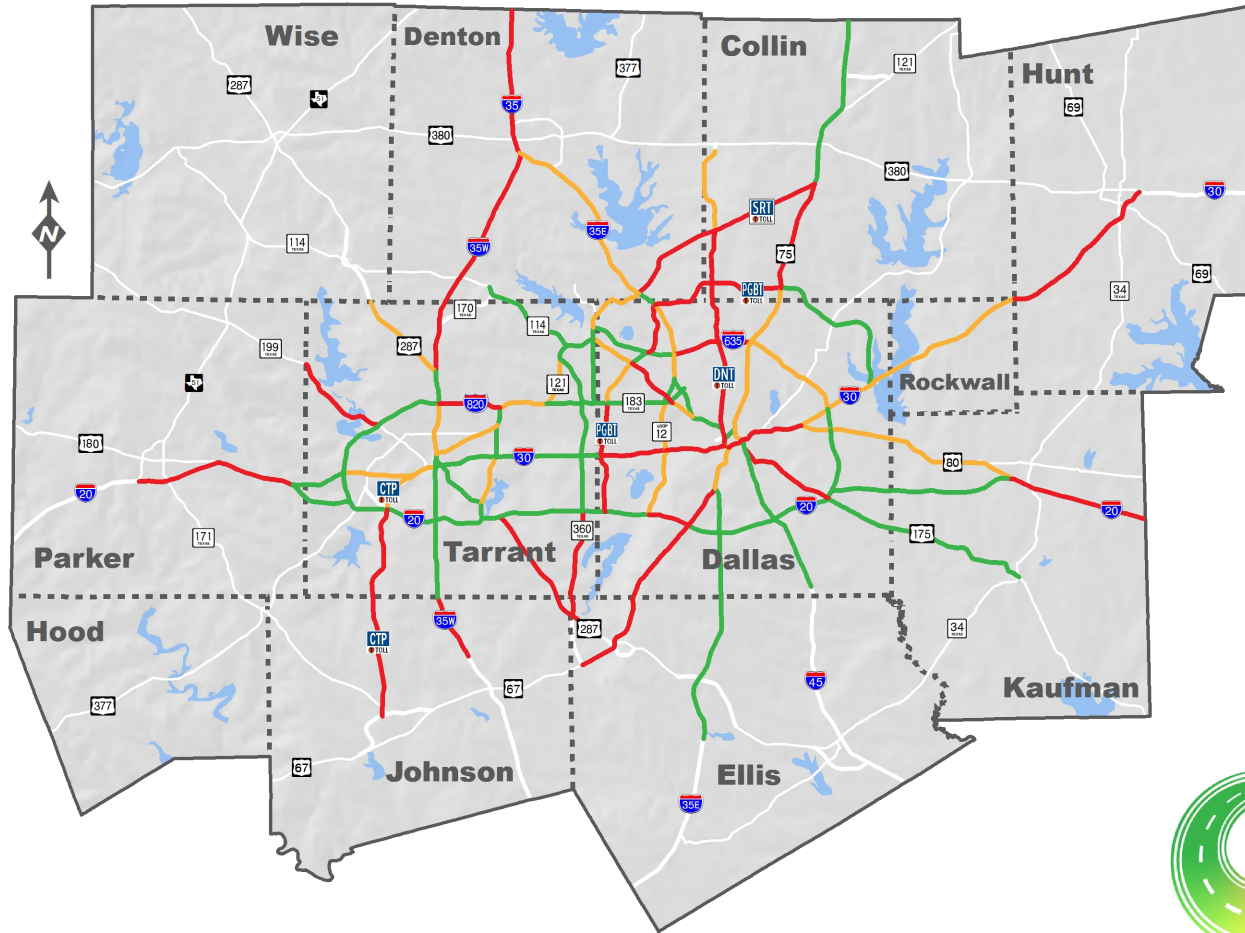 Wise
Denton
Collin
Hunt
377
121
TEXAS
287
51
35
69
380
380
30
SRT
TOLL
35E
114
TEXAS
35W
75
69
PGBT
TOLL
34
TEXAS
170
TEXAS
114
TEXAS
199
TEXAS
287
635
DNT
TOLL
121
TEXAS
Rockwall
51
30
820
183
TEXAS
PGBT
TOLL
LOOP
12
180
30
80
20
CTP
TOLL
20
20
20
171
TEXAS
360
TEXAS
175
Parker
Tarrant
Dallas
35W
287
34
TEXAS
Hood
CTP
TOLL
45
67
Kaufman
377
67
Johnson
Ellis
35E
N